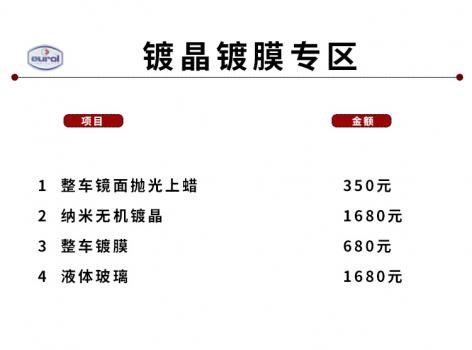 eurol
镀晶镀膜专区
项目 金额
1 整车镜面抛光上蜡 350元
2 纳米无机镀晶 1680元
3 整车镀膜 680元
4 液体玻璃 1680元